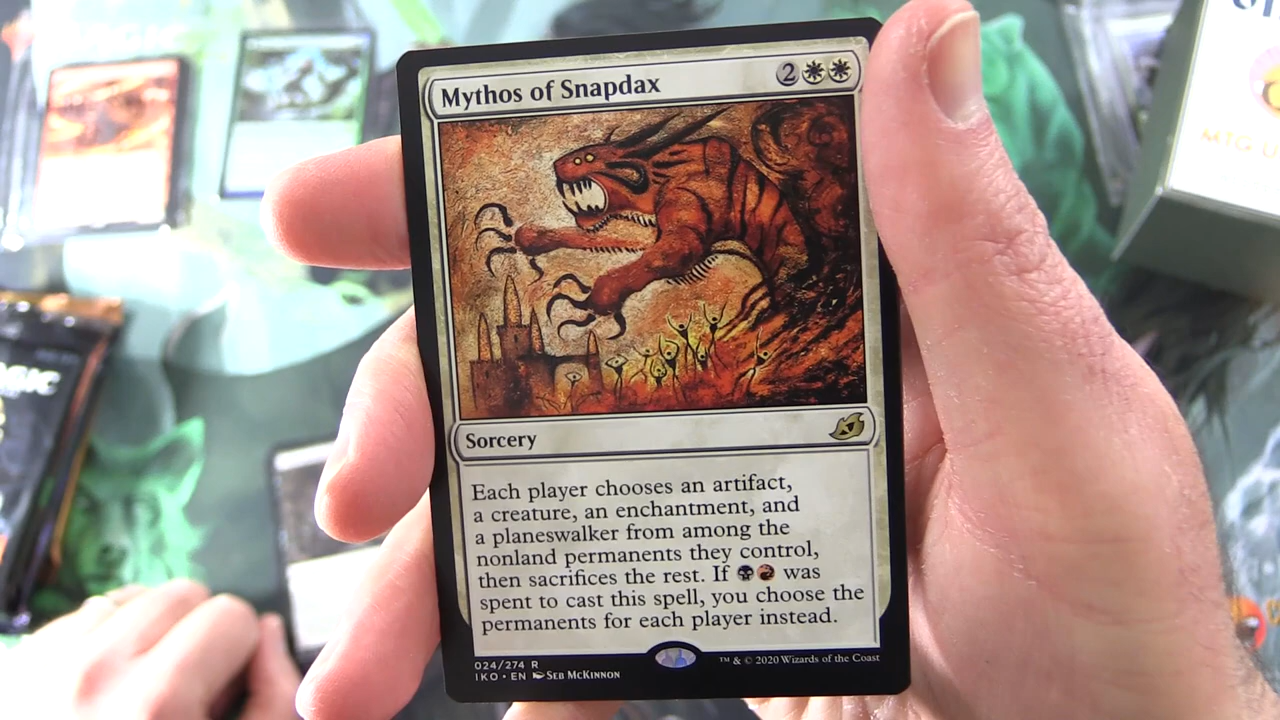 Mythos of Snapdax
2
Sorcery
Each player chooses an artifact,
a creature, an enchantment, and
a planeswalker from among the
nonland permanents they control,
then sacrifices the rest. If was
spent to cast this spell, you choose the
permanents for each player instead.
024/274 R
IKO • EN SEB MCKINNON
™ & © 2020 Wizards of the Coast